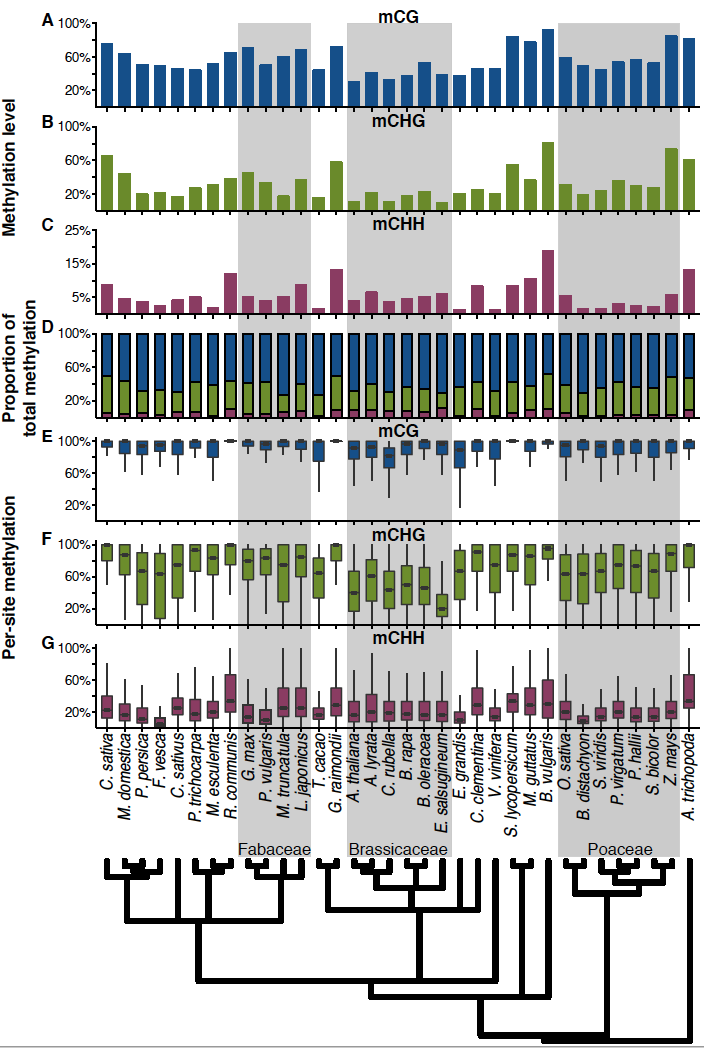 A
mCG
100%
60%
20%
B
mCHG
100%
60%
20%
C
mCHH
25%
15%
5%
Methylation level
D
100%
60%
20%
Proportion of
total methylation
E
mCG
100%
60%
20%
F
mCHG
100%
60%
20%
G
mCHH
100%
60%
20%
Per-site methylation
C. sativa
M. domestica
P. persica
F. vesca
C. sativus
P. trichocarpa
M. esculenta
R. communis
G. max
P. vulgaris
M. truncatula
L. japonicus
T. cacao
G. raimondii
A. thaliana
A. lyrata
C. rubella
B. rapa
B. oleracea
E. salsugineum
E. grandis
C. clementina
V. vinifera
S. lycopersicum
M. guttatus
B. vulgaris
O. sativa
B. distachyon
S. viridis
P. virgatum
P. hallii
S. bicolor
Z. mays
A. trichopoda
Fabaceae
Brassicaceae
Poaceae